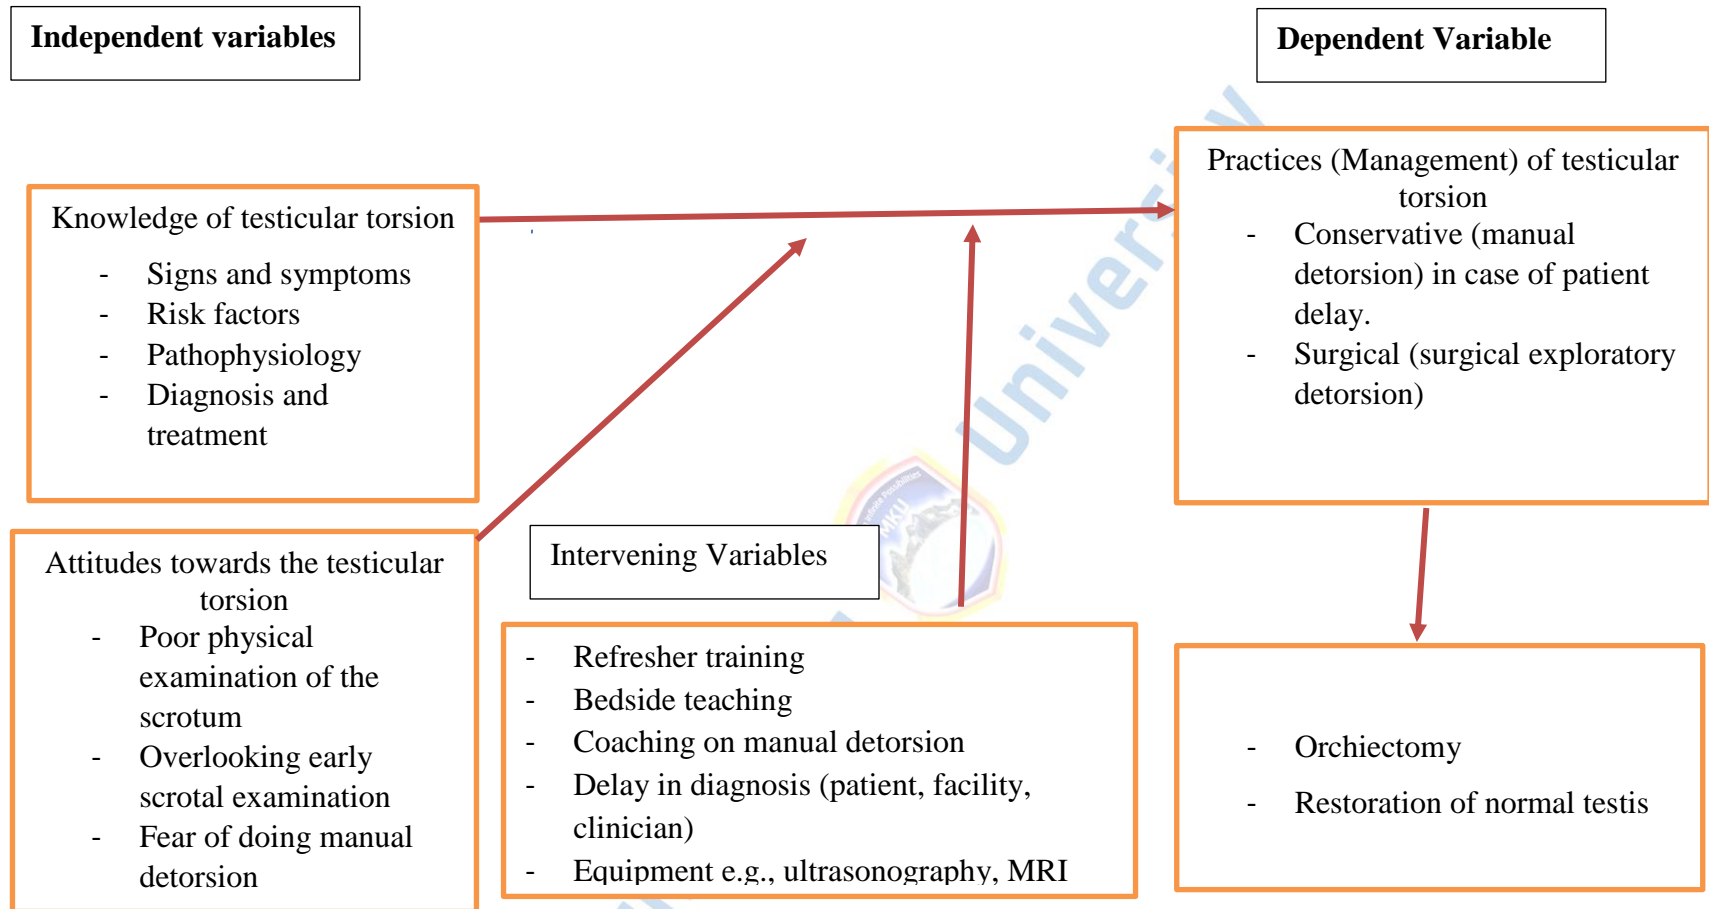 Independent variables
Dependent Variable
Knowledge of testicular torsion
- Signs and symptoms
- Risk factors
- Pathophysiology
- Diagnosis and
treatment
Practices (Management) of testicular
torsion
- Conservative (manual
detorsion) in case of patient
delay.
- Surgical (surgical exploratory
detorsion)
Attitudes towards the testicular
torsion
- Poor physical
examination of the
scrotum
- Overlooking early
scrotal examination
- Fear of doing manual
detorsion
Intervening Variables
- Refresher training
- Bedside teaching
- Coaching on manual detorsion
- Delay in diagnosis (patient, facility,
clinician)
- Equipment e.g., ultrasonography, MRI
- Orchiectomy
- Restoration of normal testis
University
MKU